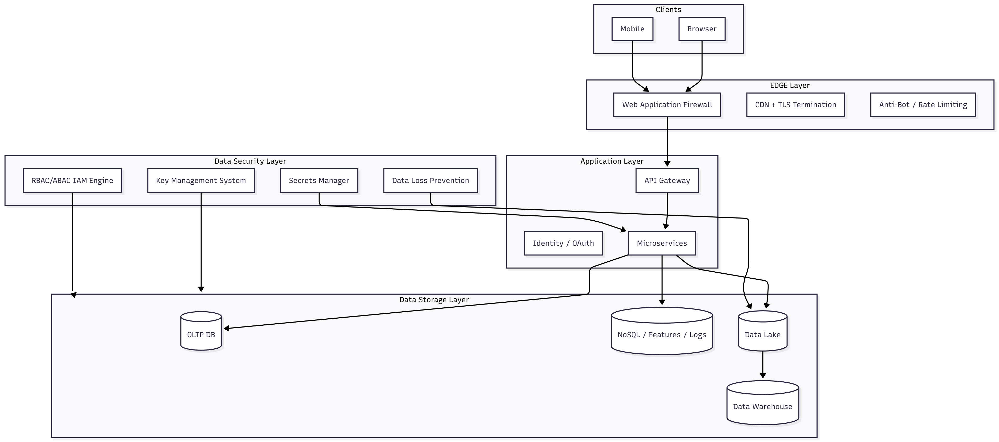 Clients
Mobile
Browser
EDGE Layer
Web Application Firewall
CDN + TLS Termination
Anti-Bot / Rate Limiting
Data Security Layer
RBAC/ABAC IAM Engine
Key Management System
Secrets Manager
Data Loss Prevention
Application Layer
API Gateway
Identity / OAuth
Microservices
Data Storage Layer
OLTP DB
NoSQL / Features / Logs
Data Lake
Data Warehouse